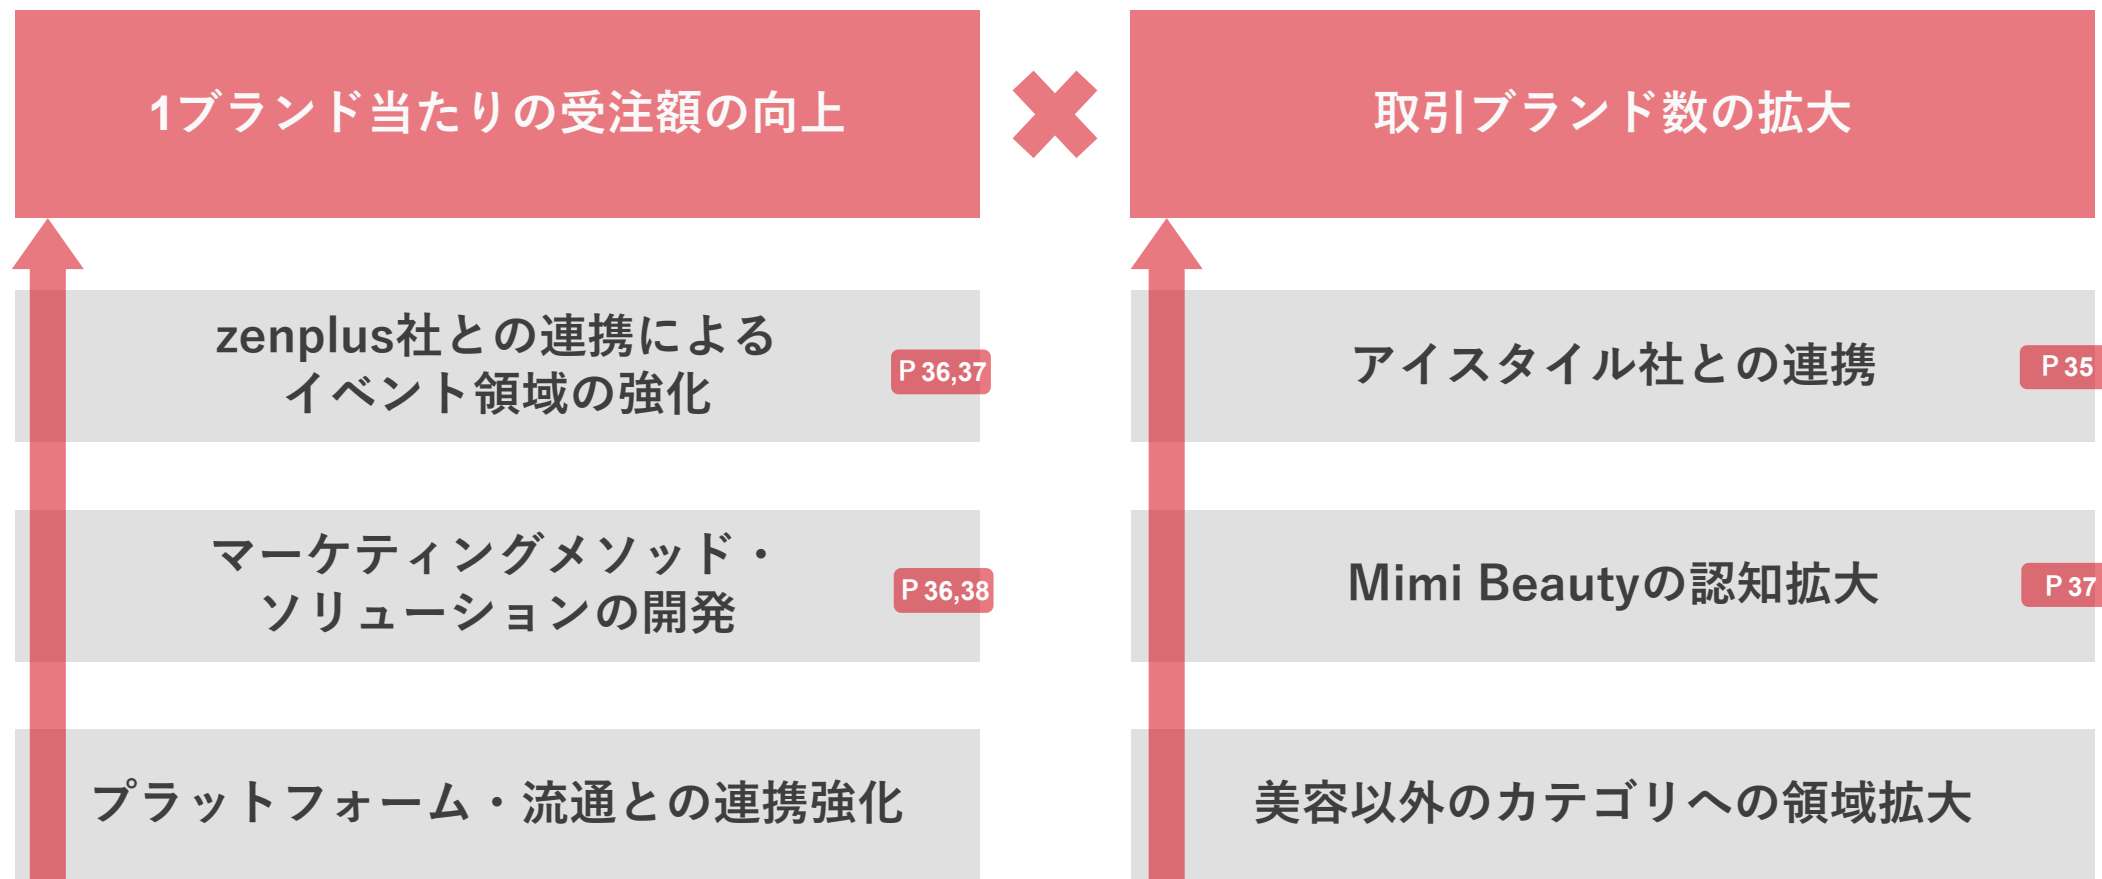 1ブランド当たりの受注額の向上
取引ブランド数の拡大
zenplus社との連携による
イベント領域の強化
P 36,37
マーケティングメソッド・
ソリューションの開発
P 36,38
プラットフォーム・流通との連携強化
アイスタイル社との連携
P 35
Mimi Beautyの認知拡大
P 37
美容以外のカテゴリへの領域拡大